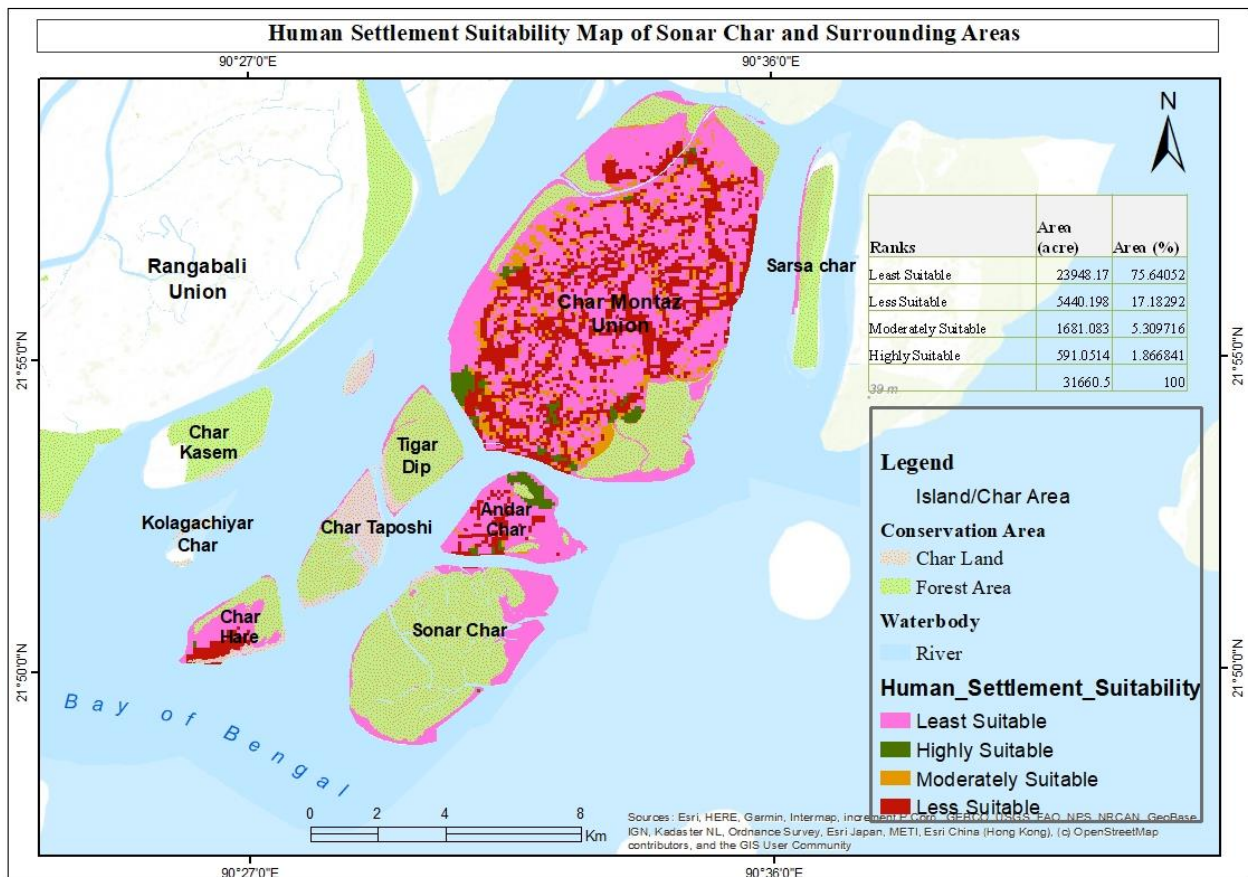 Human Settlement Suitability Map of Sonar Char and Surrounding Areas
90°27'0"E
90°36'0"E
N
Rangabali
Union
Sarsa char
Char Montaz
Union
Ranks Area (acre) Area (%)
Least Suitable 23948.17 75.64052
Less Suitable 5440.198 17.18292
Moderately Suitable 1681.083 5.309716
Highly Suitable 591.0514 1.866841
31660.5 100
39 m
21°55'0"N
21°55'0"N
Char
Kasem
Tigar
Dip
Kolagachiyar
Char
Char Taposhi
Andar
Char
Char
Hare
Sonar Char
21°50'0"N
21°50'0"N
Bay of Bengal
Legend
Island/Char Area
Conservation Area
Char Land
Forest Area
Waterbody
River
Human_Settlement_Suitability
Least Suitable
Highly Suitable
Moderately Suitable
Less Suitable
0 2 4 8
Km
Sources: Esri, HERE, Garmin, Intermap, increment P Corp., GEBCO, USGS, FAO, NPS, NRCAN, GeoBase,
IGN, Kadaster NL, Ordnance Survey, Esri Japan, METI, Esri China (Hong Kong), (c) OpenStreetMap
contributors, and the GIS User Community
90°27'0"E
90°36'0"E